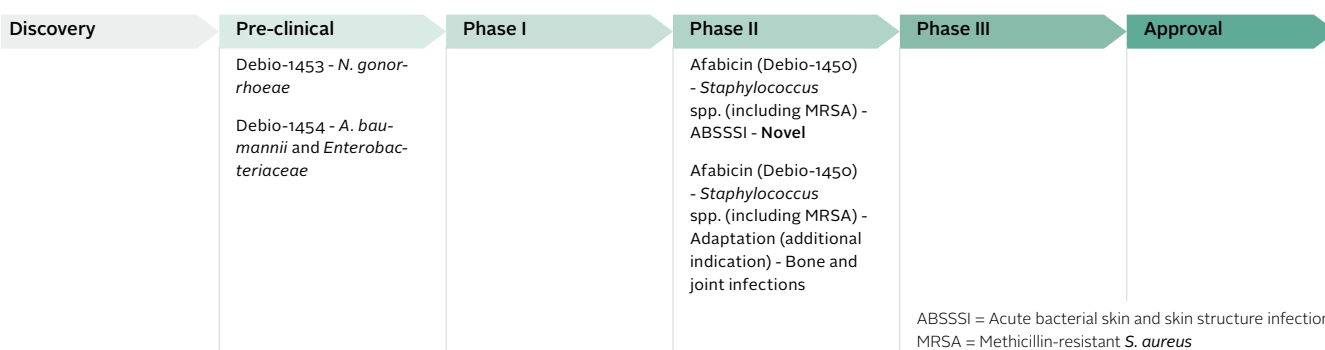 Discovery
Pre-clinical
Phase I
Phase II
Phase III
Approval
Debio-1453 - N. gonor-
rhoeae
Debio-1454 - A. bau-
mannii and Enterobac-
teriaceae
Afabicin (Debio-1450)
- Staphylococcus
spp. (including MRSA) -
ABSSSI - Novel
Afabicin (Debio-1450)
- Staphylococcus
spp. (including MRSA) -
Adaptation (additional
indication) - Bone and
joint infections
ABSSSI = Acute bacterial skin and skin structure infection
MRSA = Methicillin-resistant S. aureus